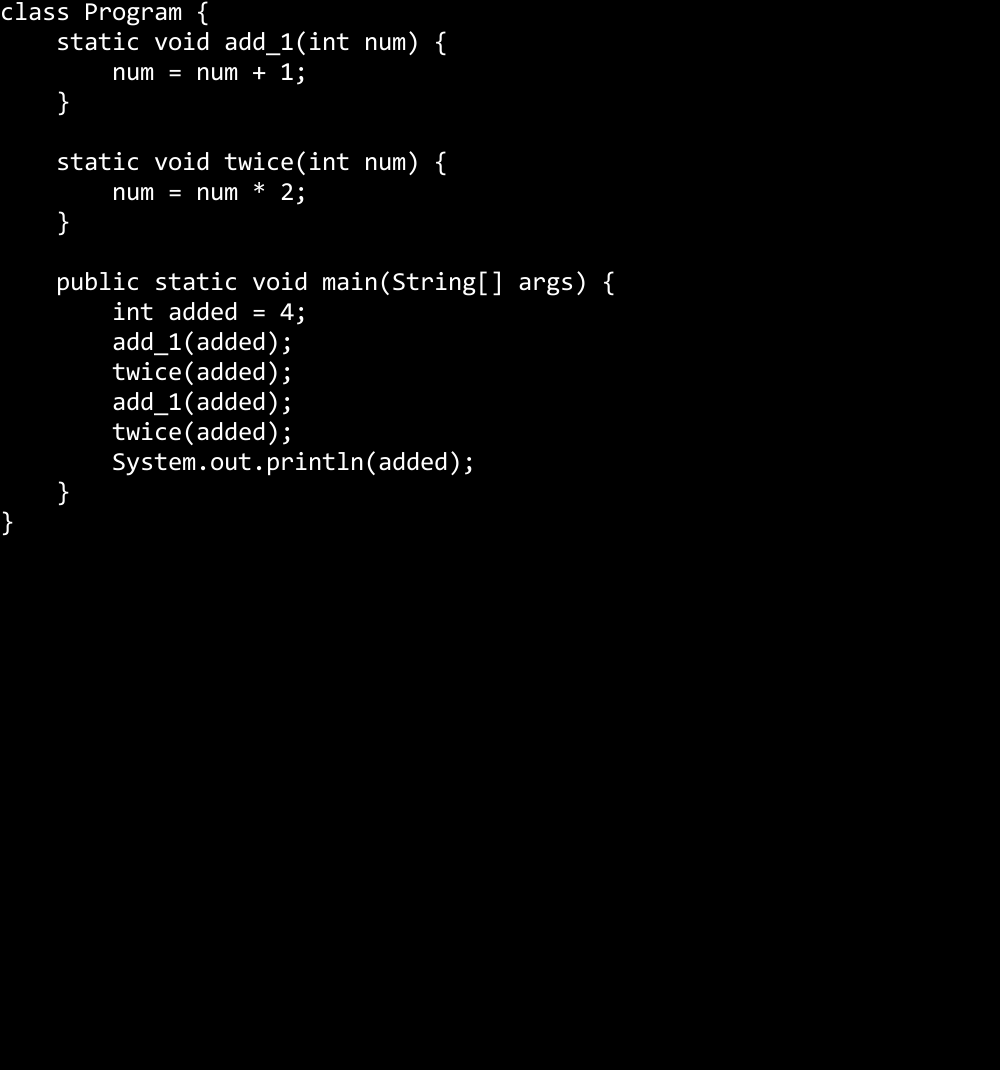 class Program {
    static void add_1(int num) {
        num = num + 1;
    }

    static void twice(int num) {
        num = num * 2;
    }

    public static void main(String[] args) {
        int added = 4;
        add_1(added);
        twice(added);
        add_1(added);
        twice(added);
        System.out.println(added);
    }
}